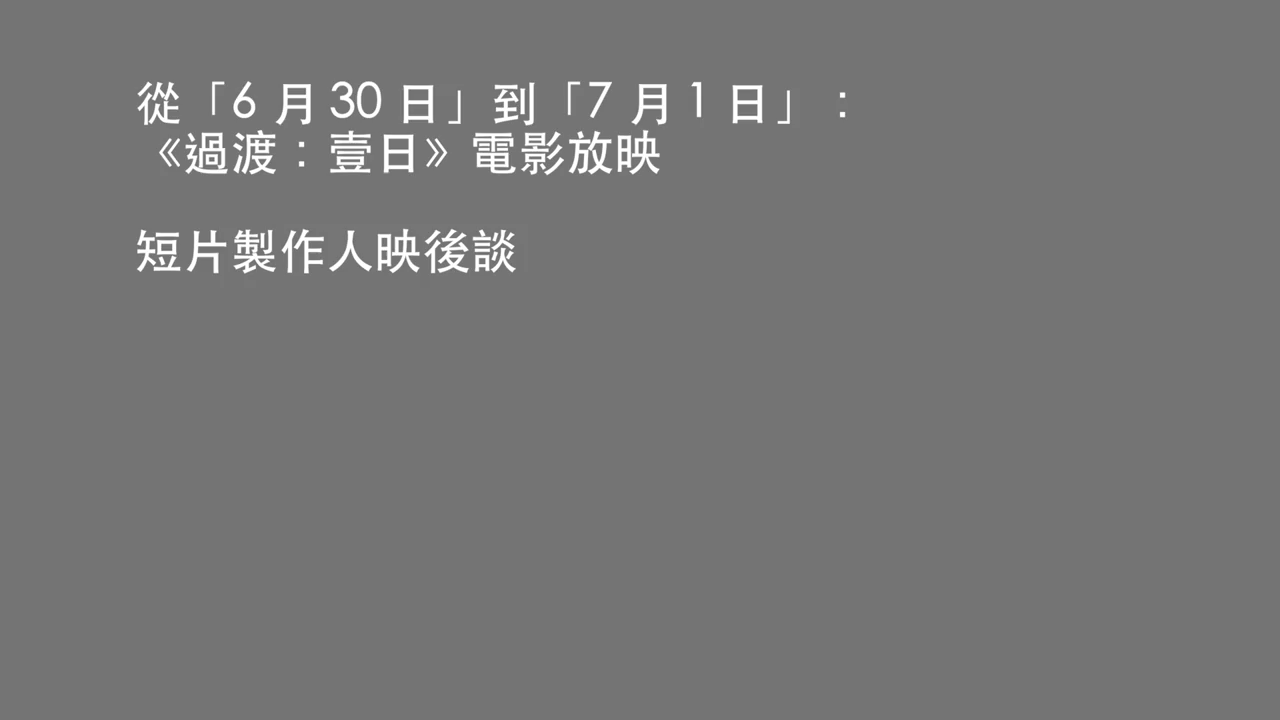 從「6 月 30 日」到「7 月 1 日」：
《過渡：壹日》電影放映
短片製作人映後談